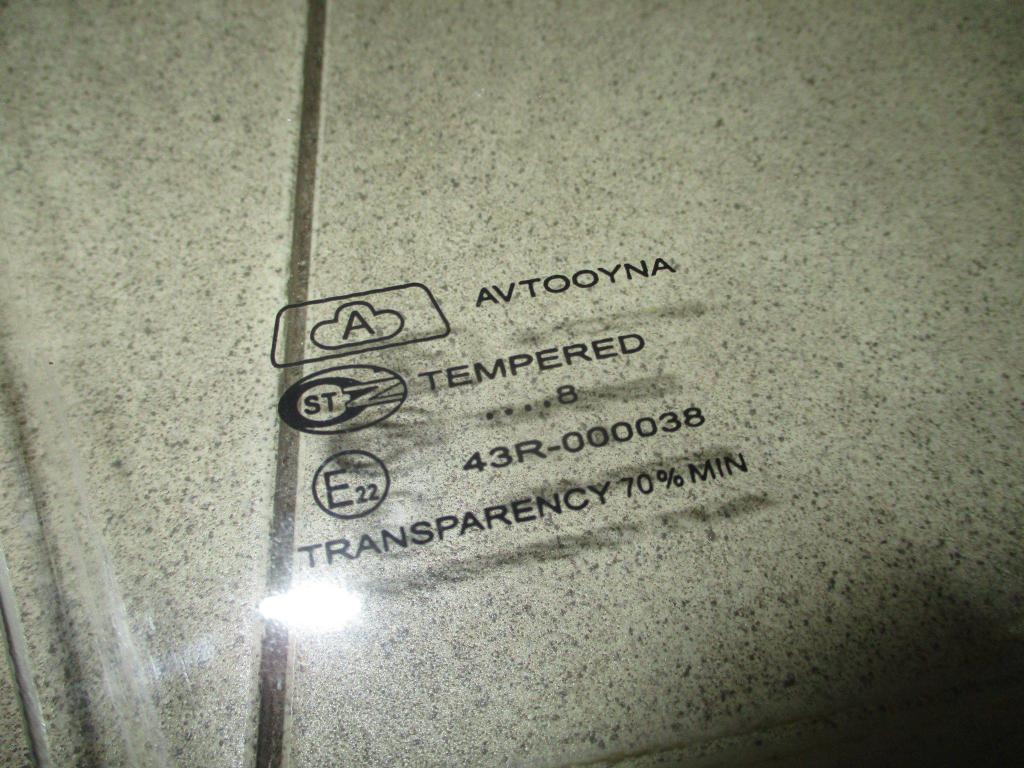 A AVTOOYNA
ST TEMPERED
....8
E22 43R-000038
TRANSPARENCY 70% MIN